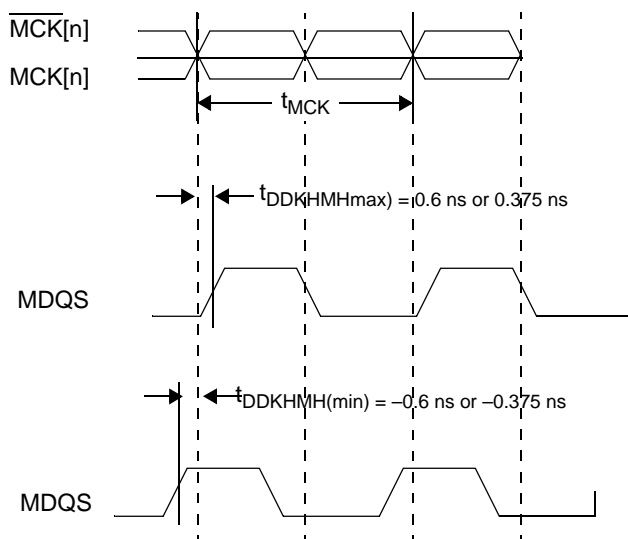 MCK[n]
MCK[n]
tMCK
tDDKHMHmax) = 0.6 ns or 0.375 ns
MDQS
tDDKHMH(min) = –0.6 ns or –0.375 ns
MDQS